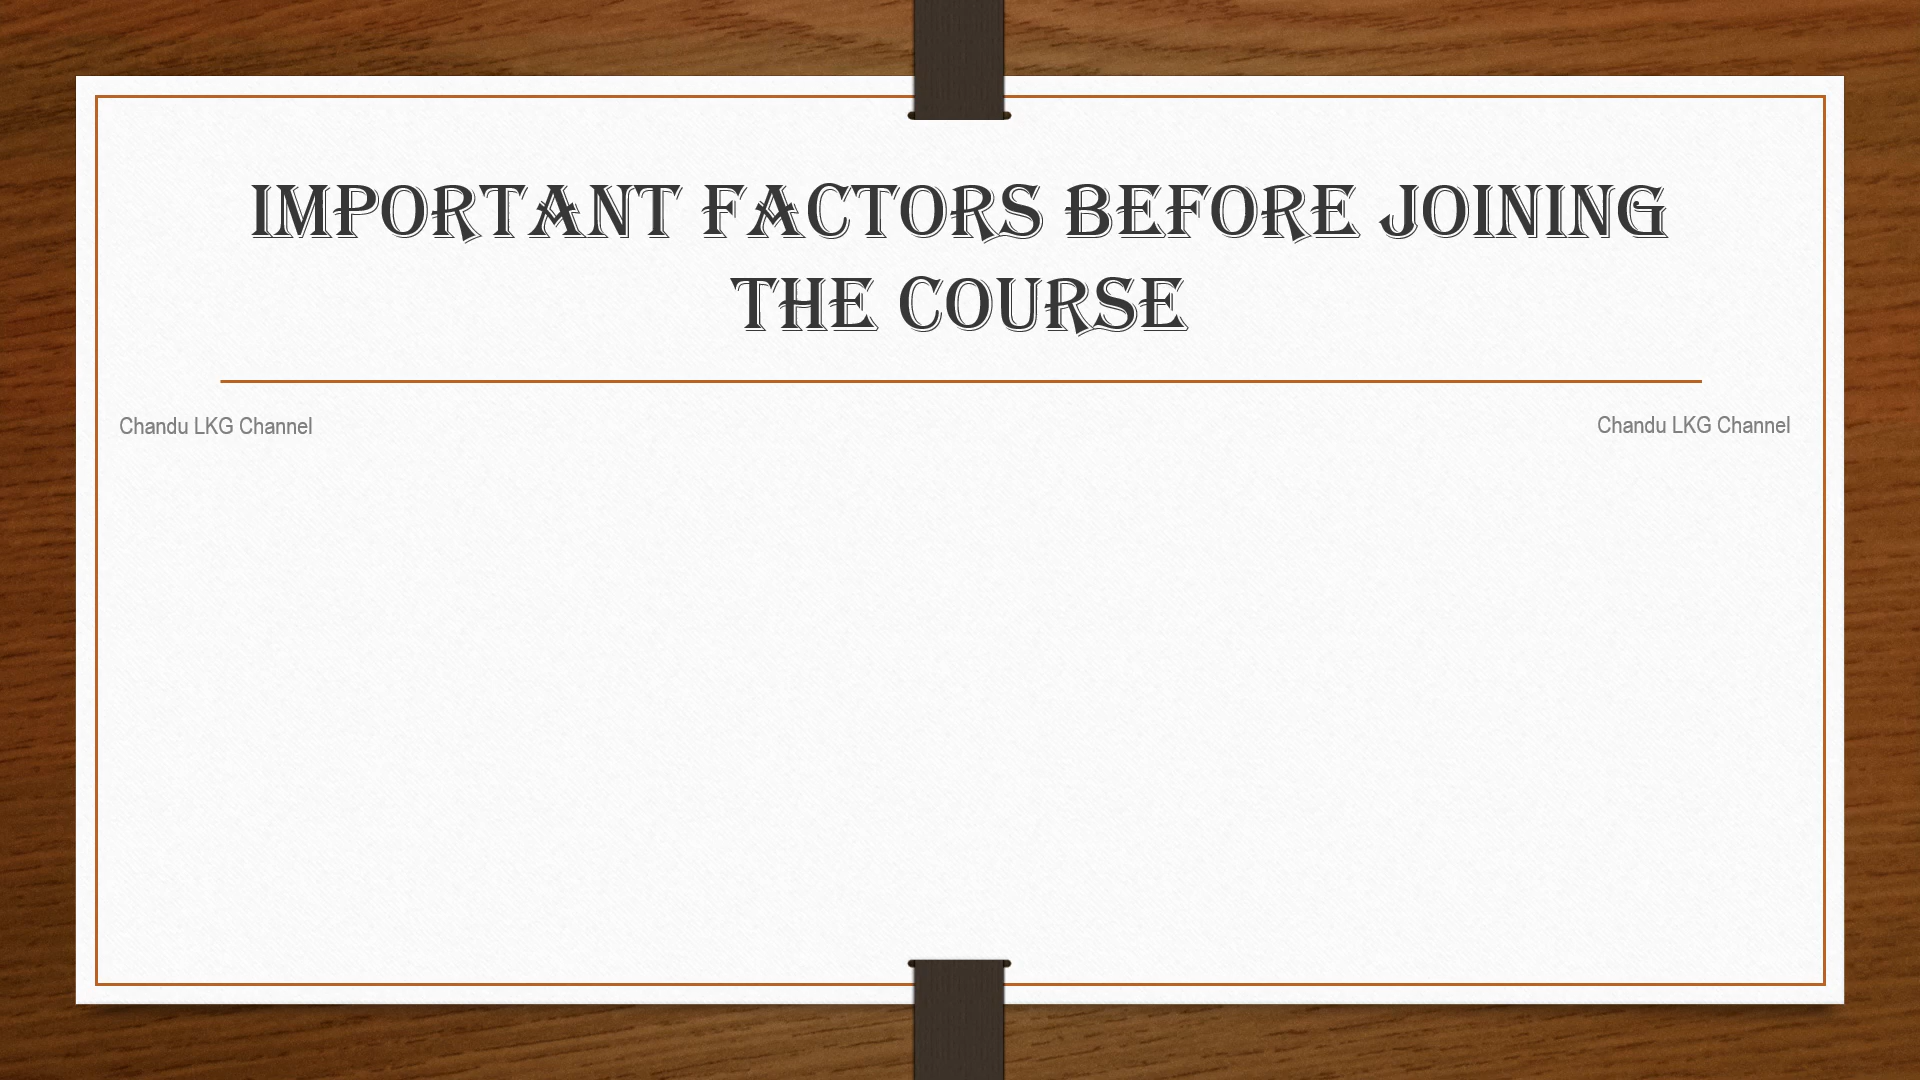 IMPORTANT FACTORS BEFORE JOINING
THE COURSE
Chandu LKG Channel
Chandu LKG Channel